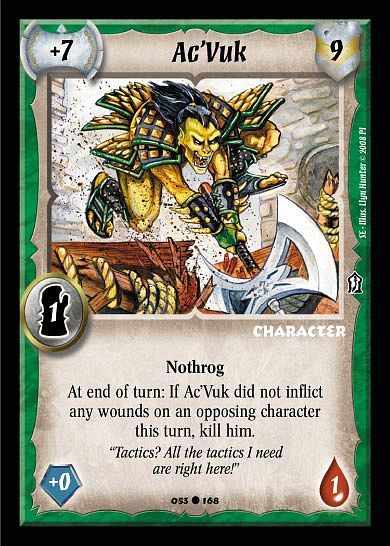 +7
Ac'Vuk
9
SE • Illus. Llyn Hunter © 2008 PI
1
CHARACTER
Nothrog
At end of turn: If Ac'Vuk did not inflict
any wounds on an opposing character
this turn, kill him.
"Tactics? All the tactics I need
are right here!"
+0
053 ● 168
1